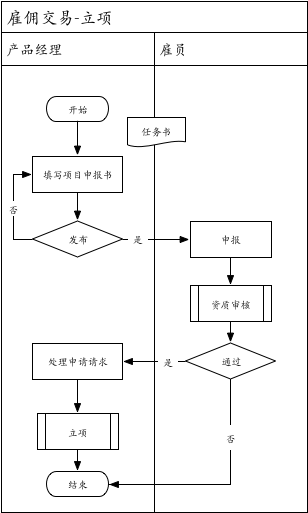 雇佣交易-立项
产品经理
雇员
开始
任务书
填写项目申报书
否
发布
是
申报
资质审核
处理申请请求
是
通过
立项
否
结束